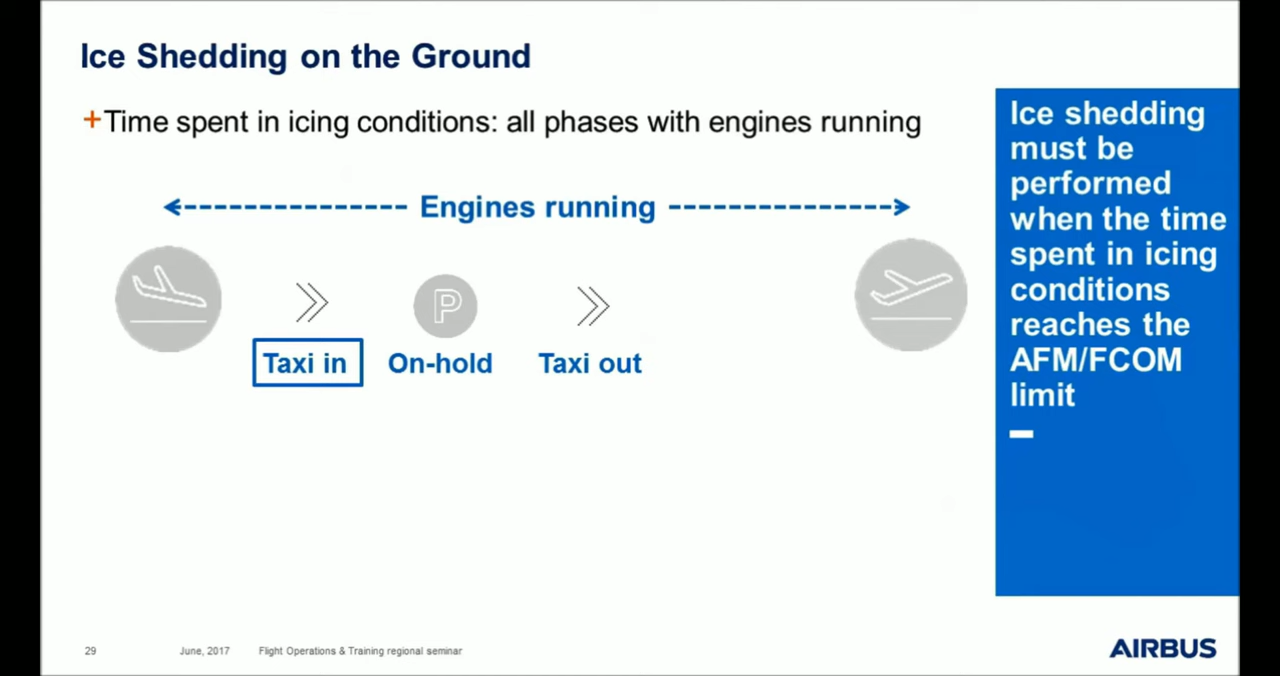 Ice Shedding on the Ground
+Time spent in icing conditions: all phases with engines running
Engines running
P
Taxi in
On-hold
Taxi out
Ice shedding
must be
performed
when the time
spent in icing
conditions
reaches the
AFM/FCOM
limit
29
June, 2017
Flight Operations & Training regional seminar
AIRBUS